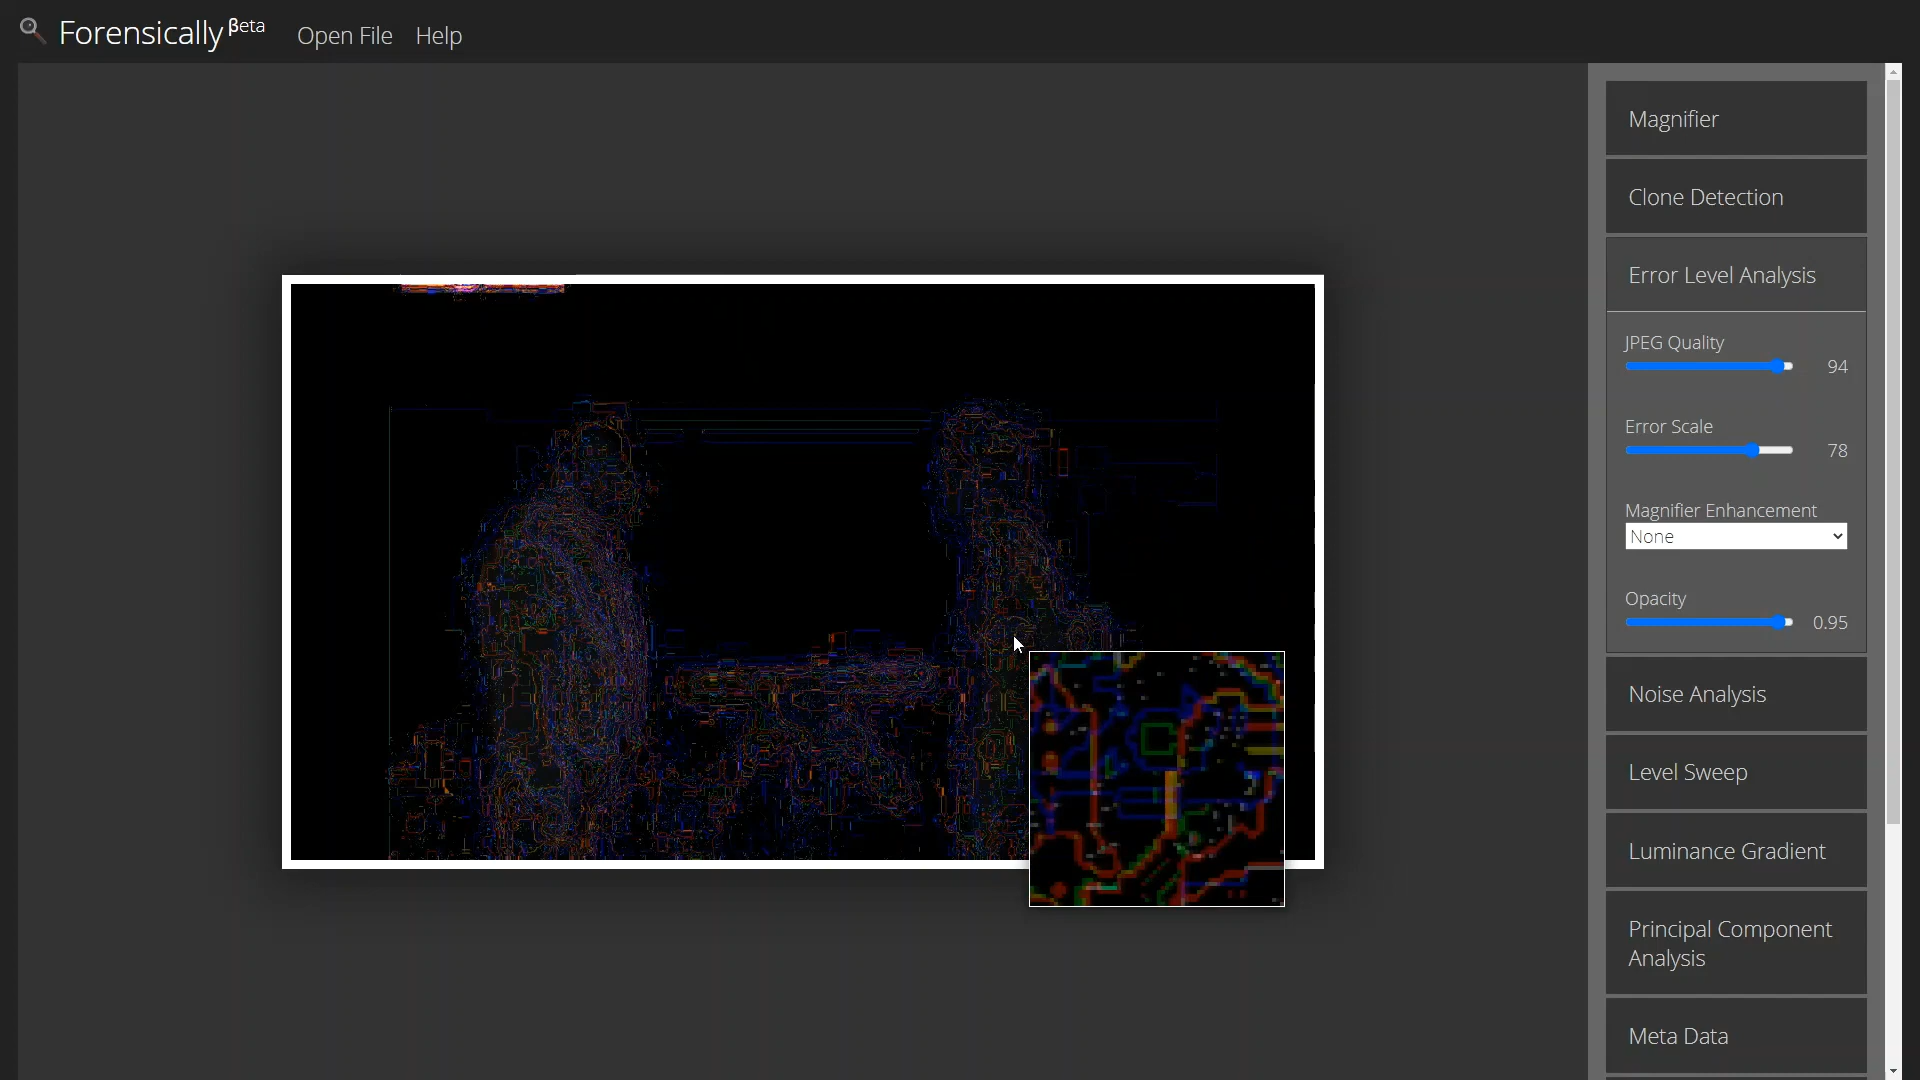 Forensically βeta Open File Help
Magnifier
Clone Detection
Error Level Analysis
JPEG Quality
94
Error Scale
78
Magnifier Enhancement
None
Opacity
0.95
Noise Analysis
Level Sweep
Luminance Gradient
Principal Component
Analysis
Meta Data